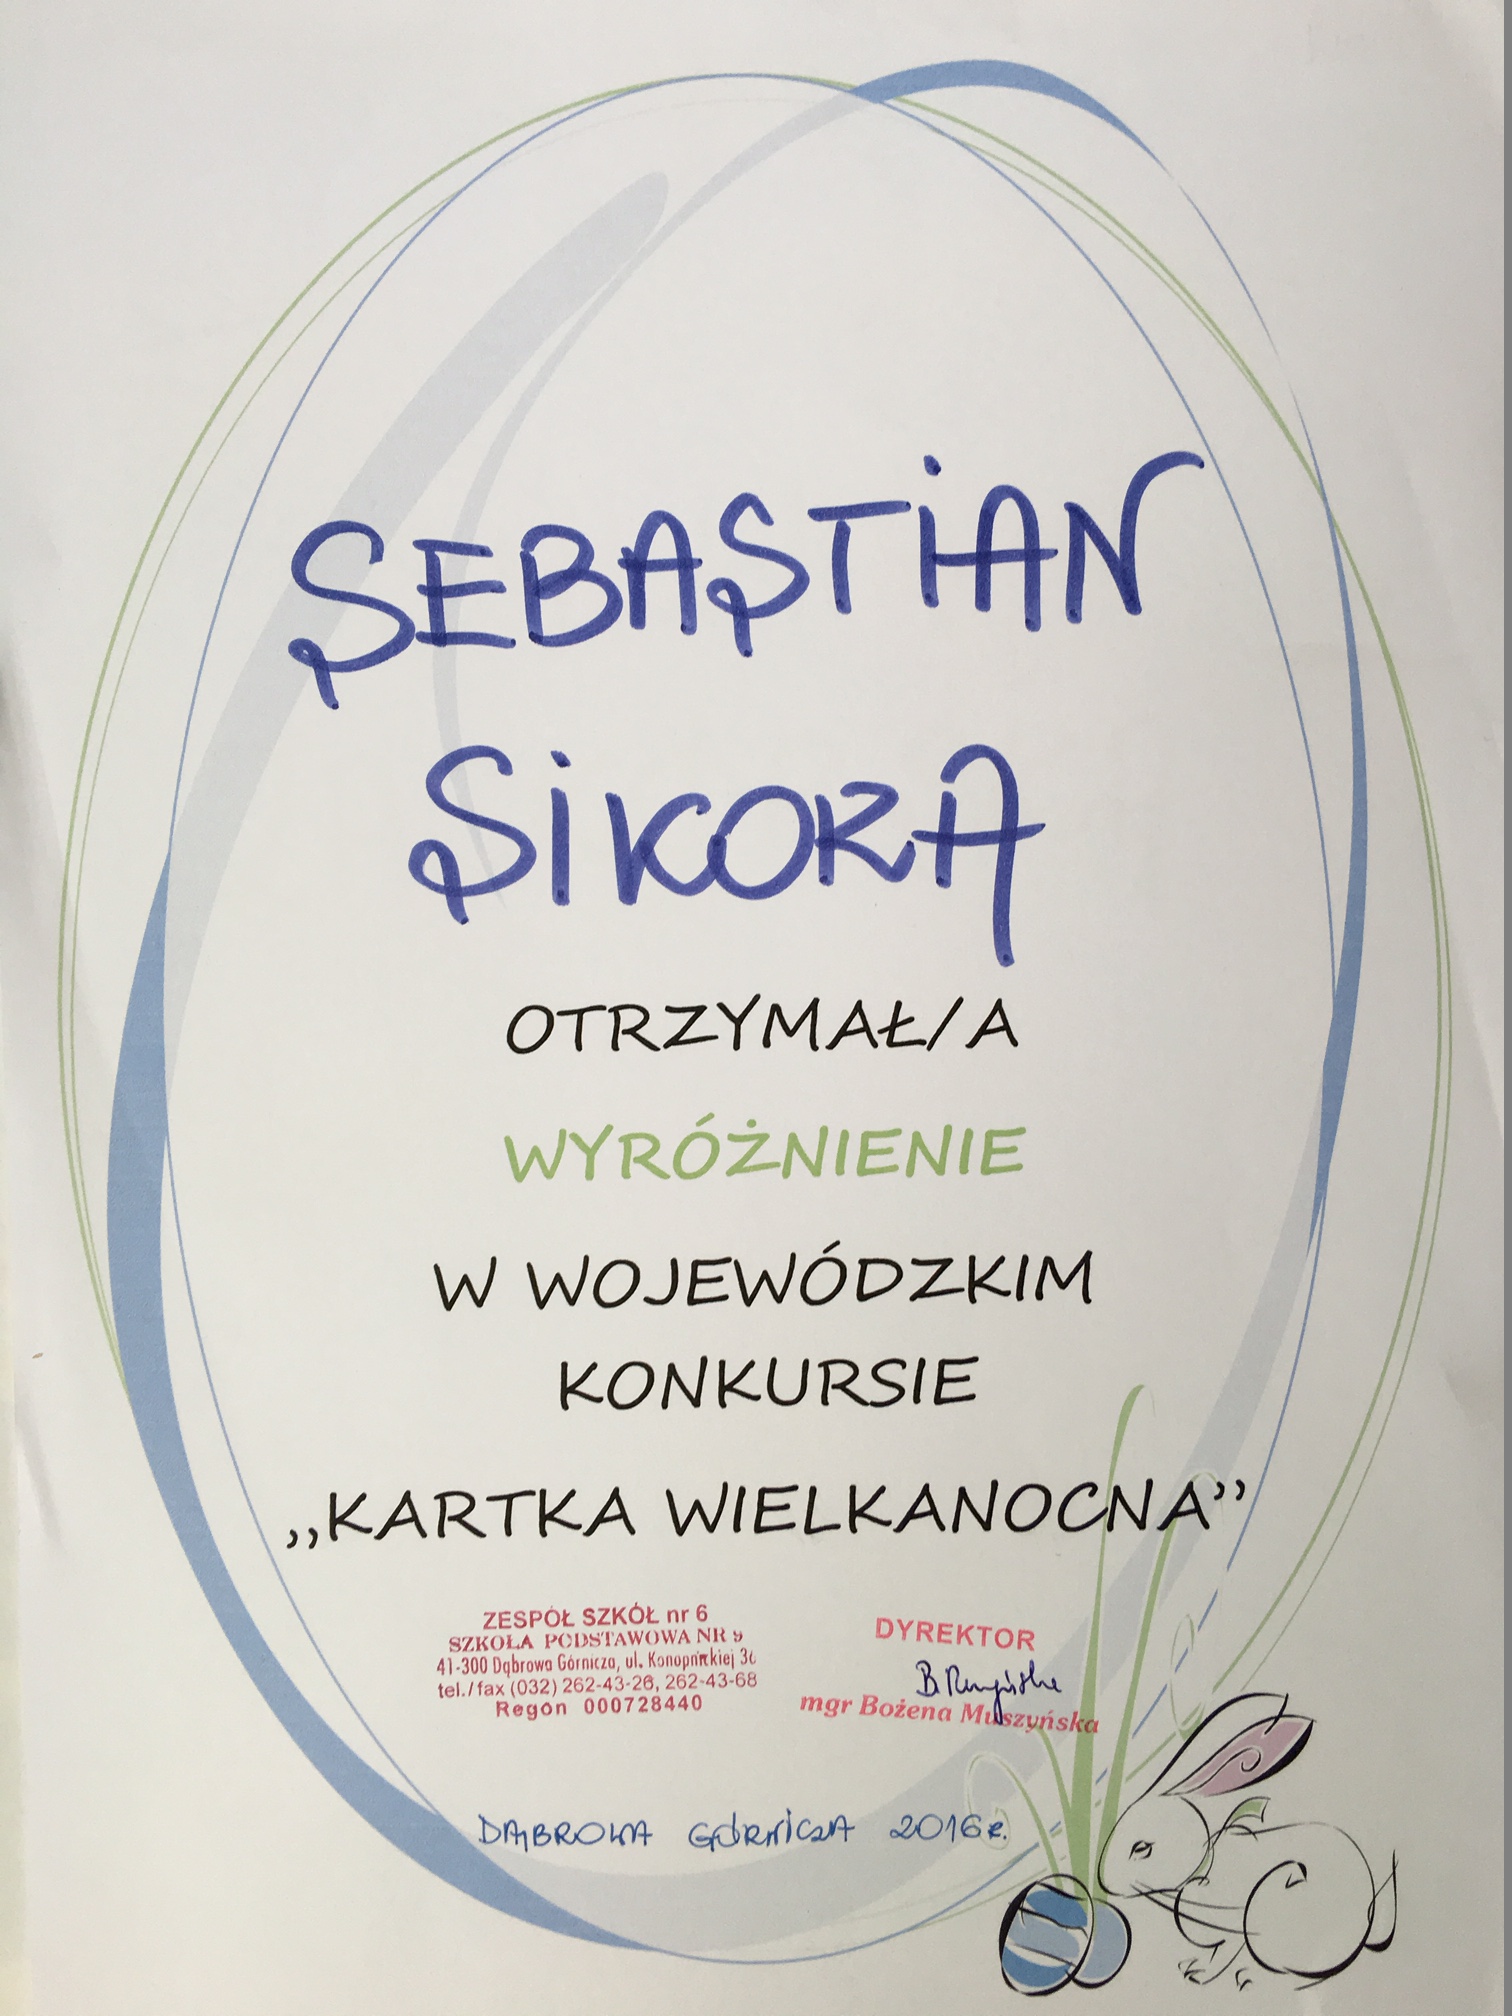 SEBASTiAN
SiKORA
OTRZYMAŁ/A
WYRÓŻNIENIE
W WOJEWÓDZKIM
KONKURSIE
„KARTKA WIELKANOCNA”
ZESPÓŁ SZKÓŁ nr 6
SZKOŁA PODSTAWOWA NR 9
41-300 Dąbrowa Górnicza, ul. Konopnickiej 36
tel./fax (032) 262-43-26, 262-43-68
Regon 000728440
DYREKTOR
mgr Bożena Muszyńska
DĄBROWA GÓRNICZA 2016 r.